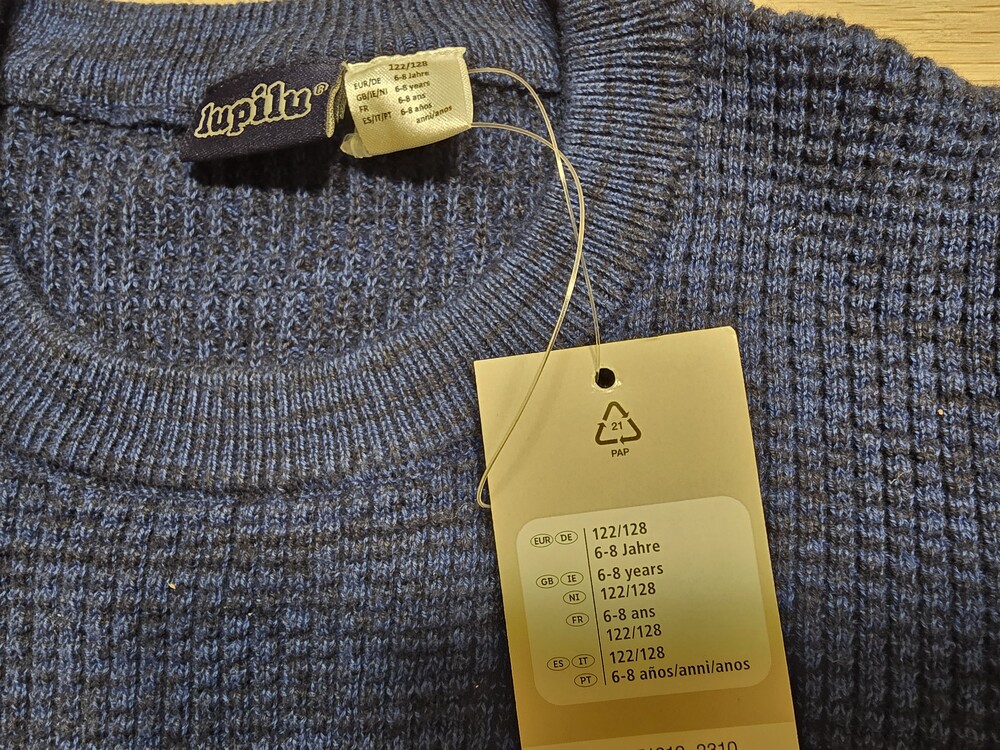 lupilu®
122/128
EUR/DE 6-8 Jahre
GB/IE/NI 6-8 years
FR 6-8 ans
ES/IT/PT 6-8 años
anni/anos
21
PAP
EUR DE 122/128
6-8 Jahre
GB IE 6-8 years
NI 122/128
FR 6-8 ans
122/128
ES IT 122/128
PT 6-8 años/anni/anos
2310